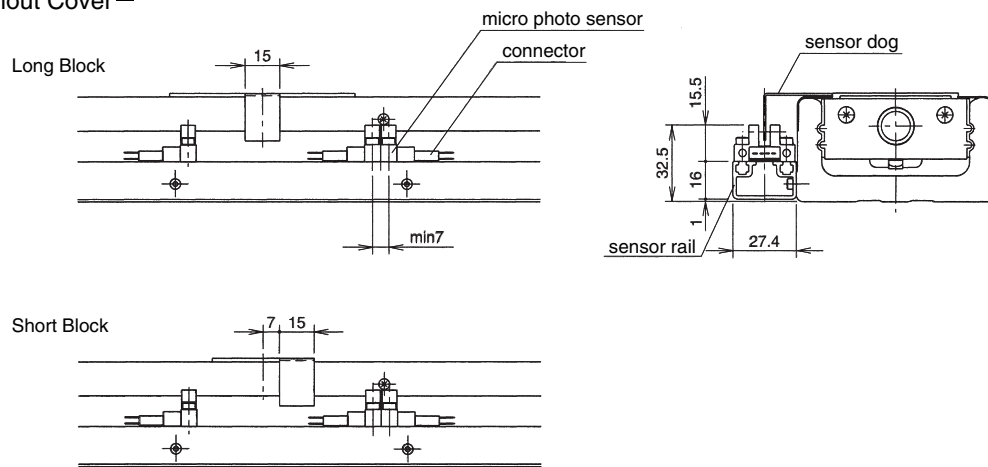 Cover
micro photo sensor
connector
sensor dog
Long Block
15
15.5
32.5
16
1
min7
sensor rail
27.4
Short Block
7 15